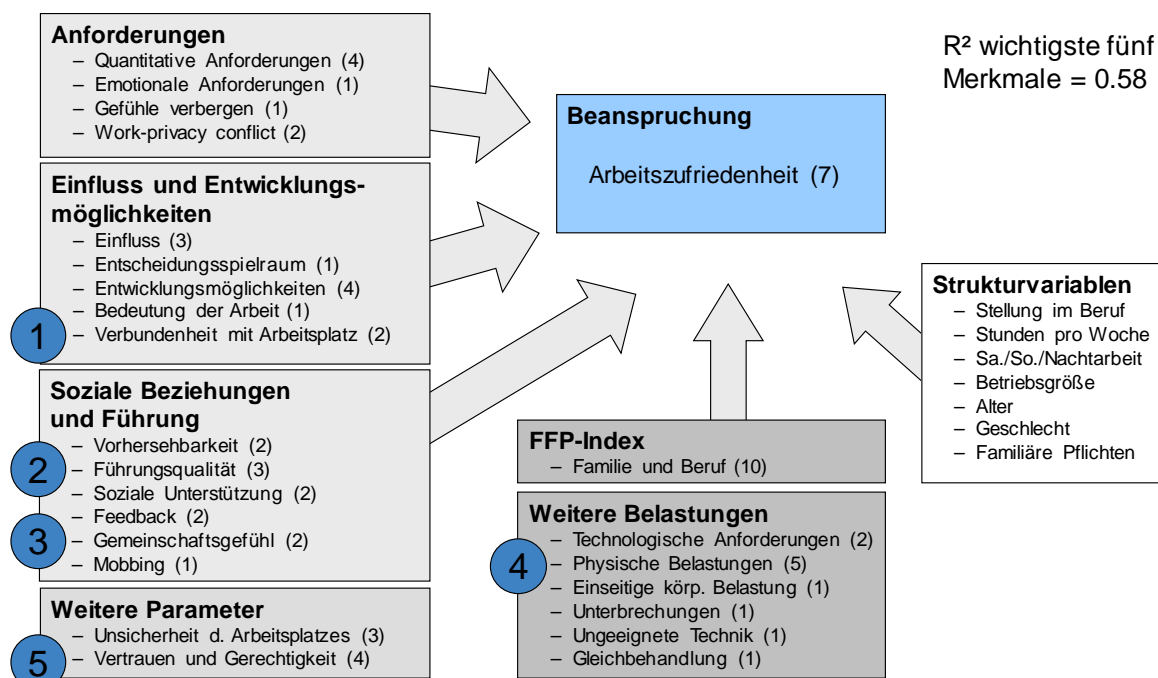 Anforderungen
– Quantitative Anforderungen (4)
– Emotionale Anforderungen (1)
– Gefühle verbergen (1)
– Work-privacy conflict (2)
Einfluss und Entwicklungs-
möglichkeiten
– Einfluss (3)
– Entscheidungsspielraum (1)
– Entwicklungsmöglichkeiten (4)
– Bedeutung der Arbeit (1)
1 – Verbundenheit mit Arbeitsplatz (2)
Soziale Beziehungen
und Führung
– Vorhersehbarkeit (2)
2 – Führungsqualität (3)
– Soziale Unterstützung (2)
– Feedback (2)
3 – Gemeinschaftsgefühl (2)
– Mobbing (1)
Weitere Parameter
– Unsicherheit d. Arbeitsplatzes (3)
5 – Vertrauen und Gerechtigkeit (4)
Beanspruchung
Arbeitszufriedenheit (7)
R² wichtigste fünf
Merkmale = 0.58
FFP-Index
– Familie und Beruf (10)
Weitere Belastungen
– Technologische Anforderungen (2)
4 – Physische Belastungen (5)
– Einseitige körp. Belastung (1)
– Unterbrechungen (1)
– Ungeeignete Technik (1)
– Gleichbehandlung (1)
Strukturvariablen
– Stellung im Beruf
– Stunden pro Woche
– Sa./So./Nachtarbeit
– Betriebsgröße
– Alter
– Geschlecht
– Familiäre Pflichten